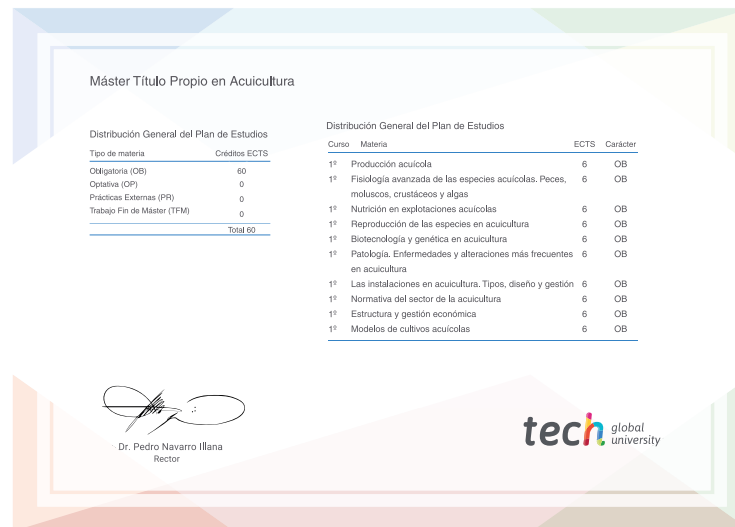 Máster Título Propio en Acuicultura
Distribución General del Plan de Estudios
Tipo de materia Créditos ECTS
Obligatoria (OB) 60
Optativa (OP) 0
Prácticas Externas (PR) 0
Trabajo Fin de Máster (TFM) 0
Total 60
Distribución General del Plan de Estudios
Curso Materia ECTS Carácter
1º Producción acuícola 6 OB
1º Fisiología avanzada de las especies acuícolas. Peces, 6 OB
moluscos, crustáceos y algas
1º Nutrición en explotaciones acuícolas 6 OB
1º Reproducción de las especies en acuicultura 6 OB
1º Biotecnología y genética en acuicultura 6 OB
1º Patología. Enfermedades y alteraciones más frecuentes 6 OB
en acuicultura
1º Las instalaciones en acuicultura. Tipos, diseño y gestión 6 OB
1º Normativa del sector de la acuicultura 6 OB
1º Estructura y gestión económica 6 OB
1º Modelos de cultivos acuícolas 6 OB
Dr. Pedro Navarro Illana
Rector
tech global
university